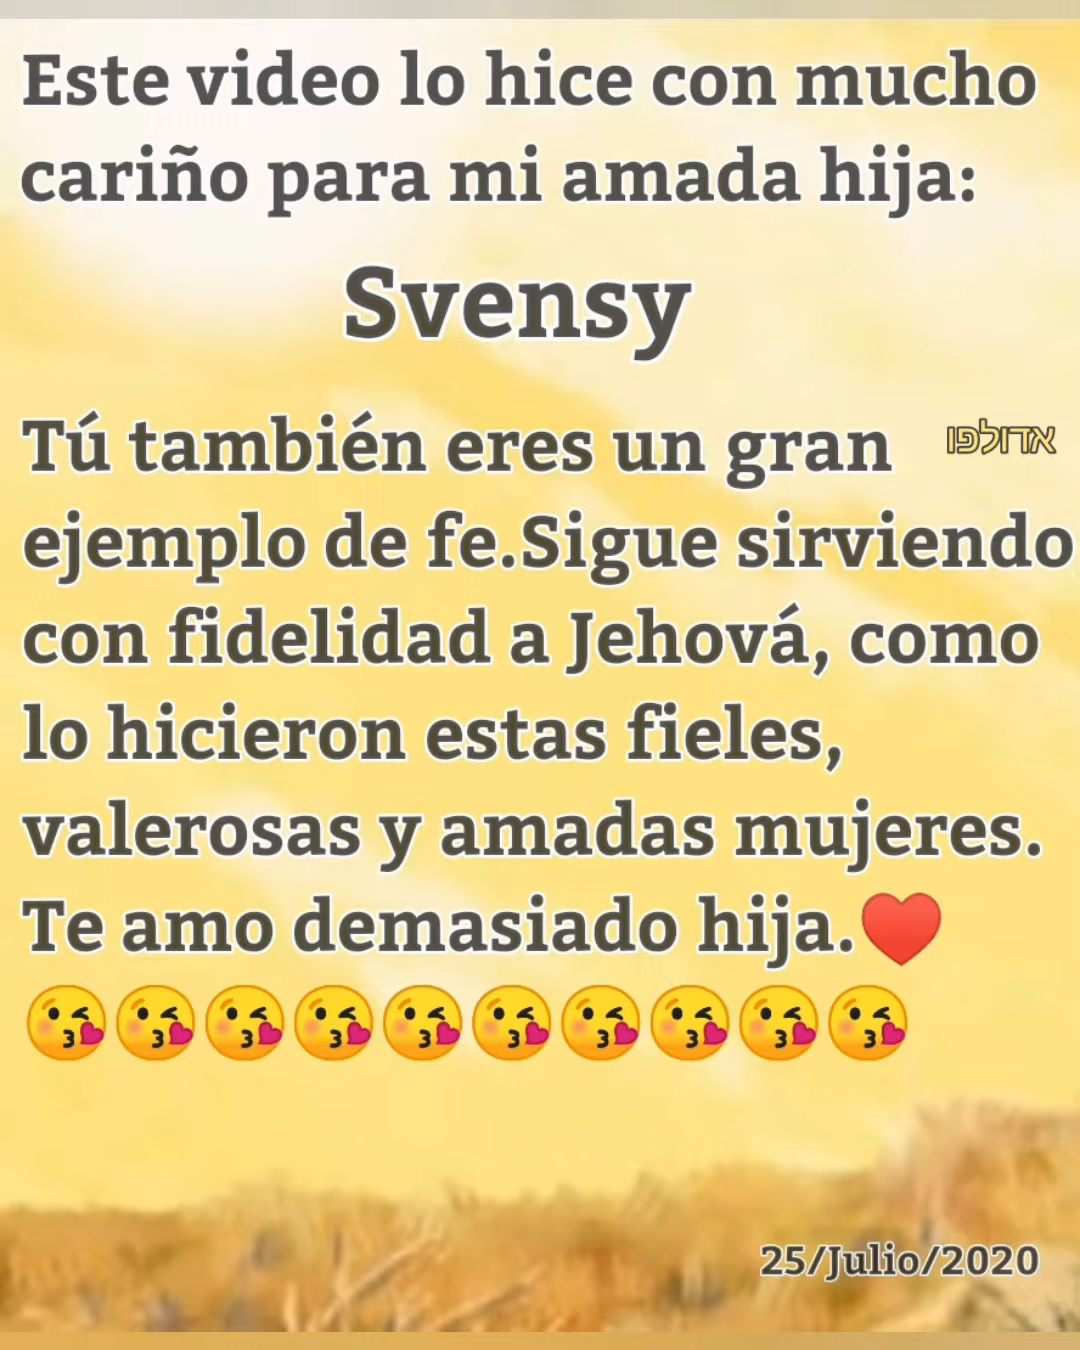 Este video lo hice con mucho
cariño para mi amada hija:
Svensy
Tú también eres un gran
אדולפו
ejemplo de fe.Sigue sirviendo
con fidelidad a Jehová, como
lo hicieron estas fieles,
valerosas y amadas mujeres.
Te amo demasiado hija.♥
😘😘😘😘😘😘😘😘😘😘
25/Julio/2020